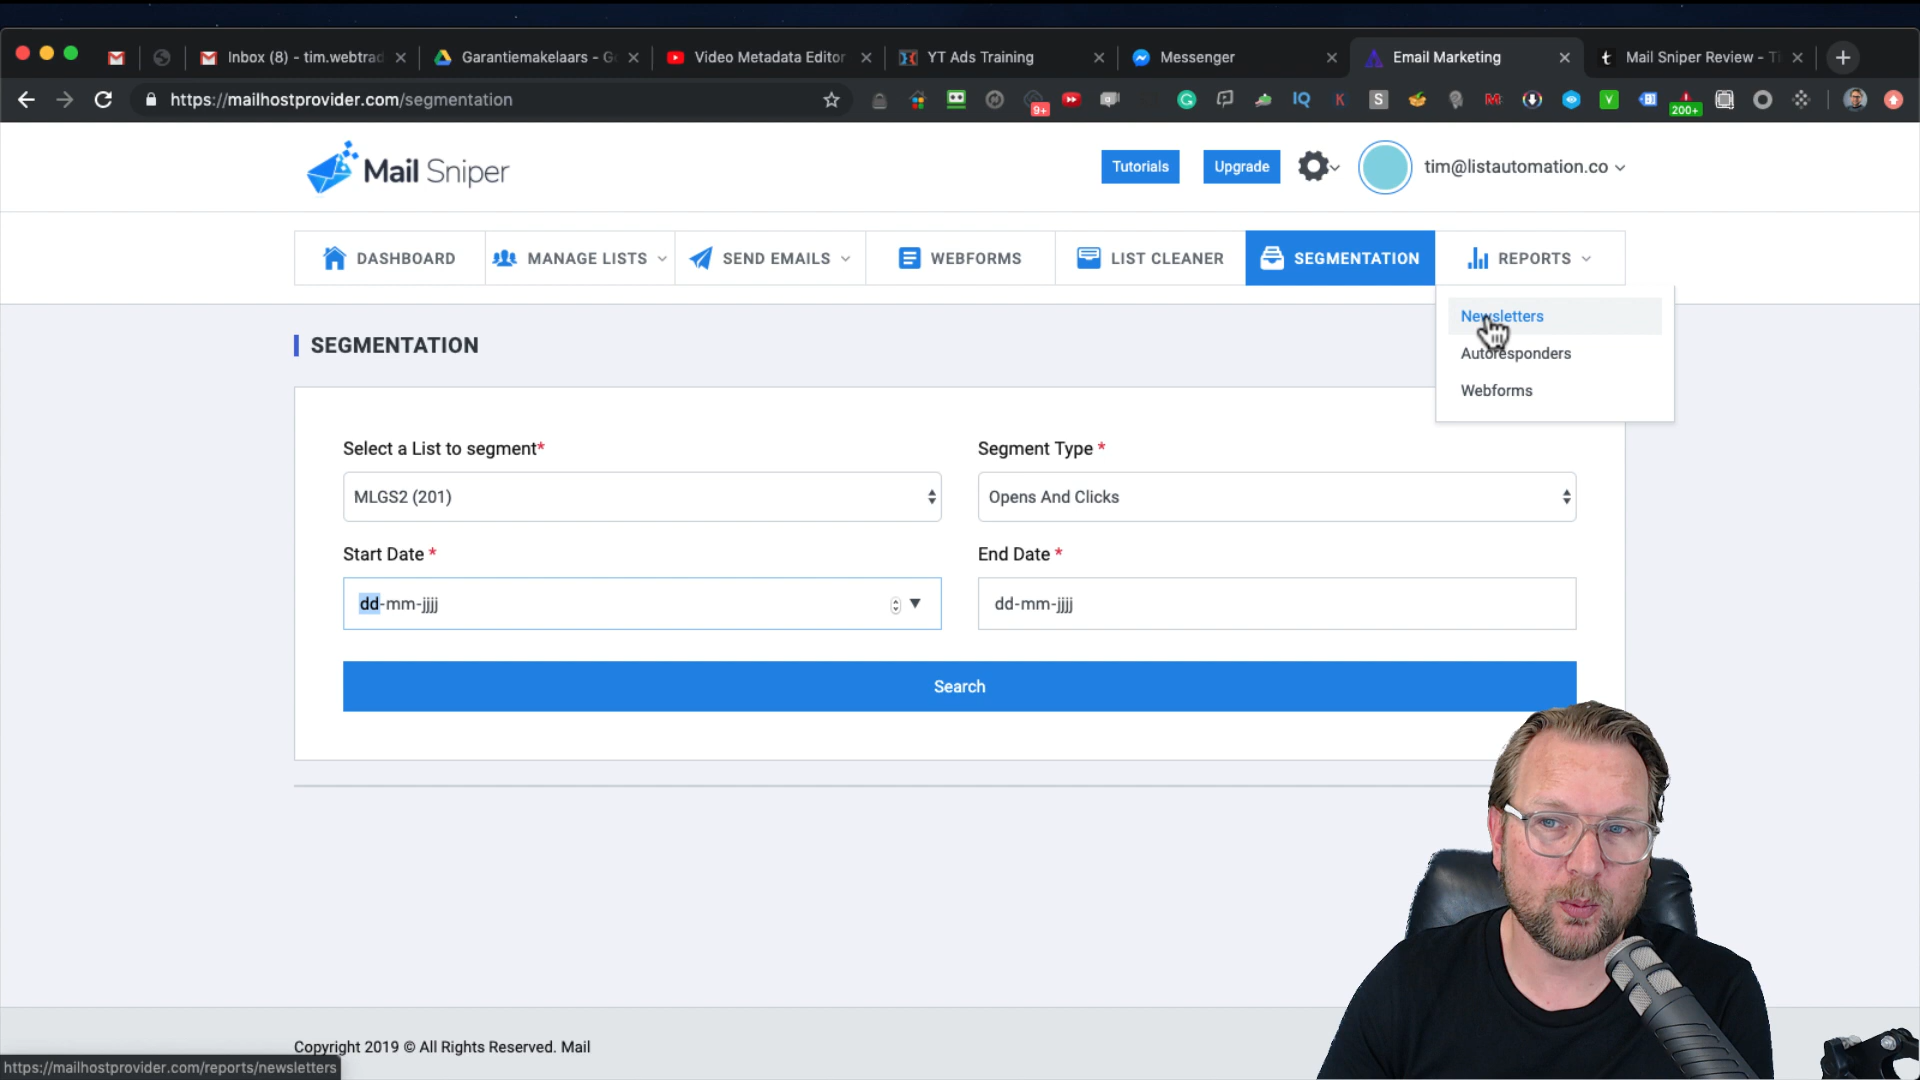 Inbox (8) - tim.webtrad
Garantiemakelaars - G
Video Metadata Editor
YT Ads Training
Messenger
Email Marketing
Mail Sniper Review - T
https://mailhostprovider.com/segmentation
9+
IQ
K
S
V
200+
Mail Sniper
Tutorials
Upgrade
tim@listautomation.co
DASHBOARD
MANAGE LISTS
SEND EMAILS
WEBFORMS
LIST CLEANER
SEGMENTATION
REPORTS
Newsletters
Autoresponders
Webforms
SEGMENTATION
Select a List to segment*
Segment Type *
MLGS2 (201)
Opens And Clicks
Start Date *
End Date *
dd-mm-jjjj
dd-mm-jjjj
Search
Copyright 2019 © All Rights Reserved. Mail
https://mailhostprovider.com/reports/newsletters